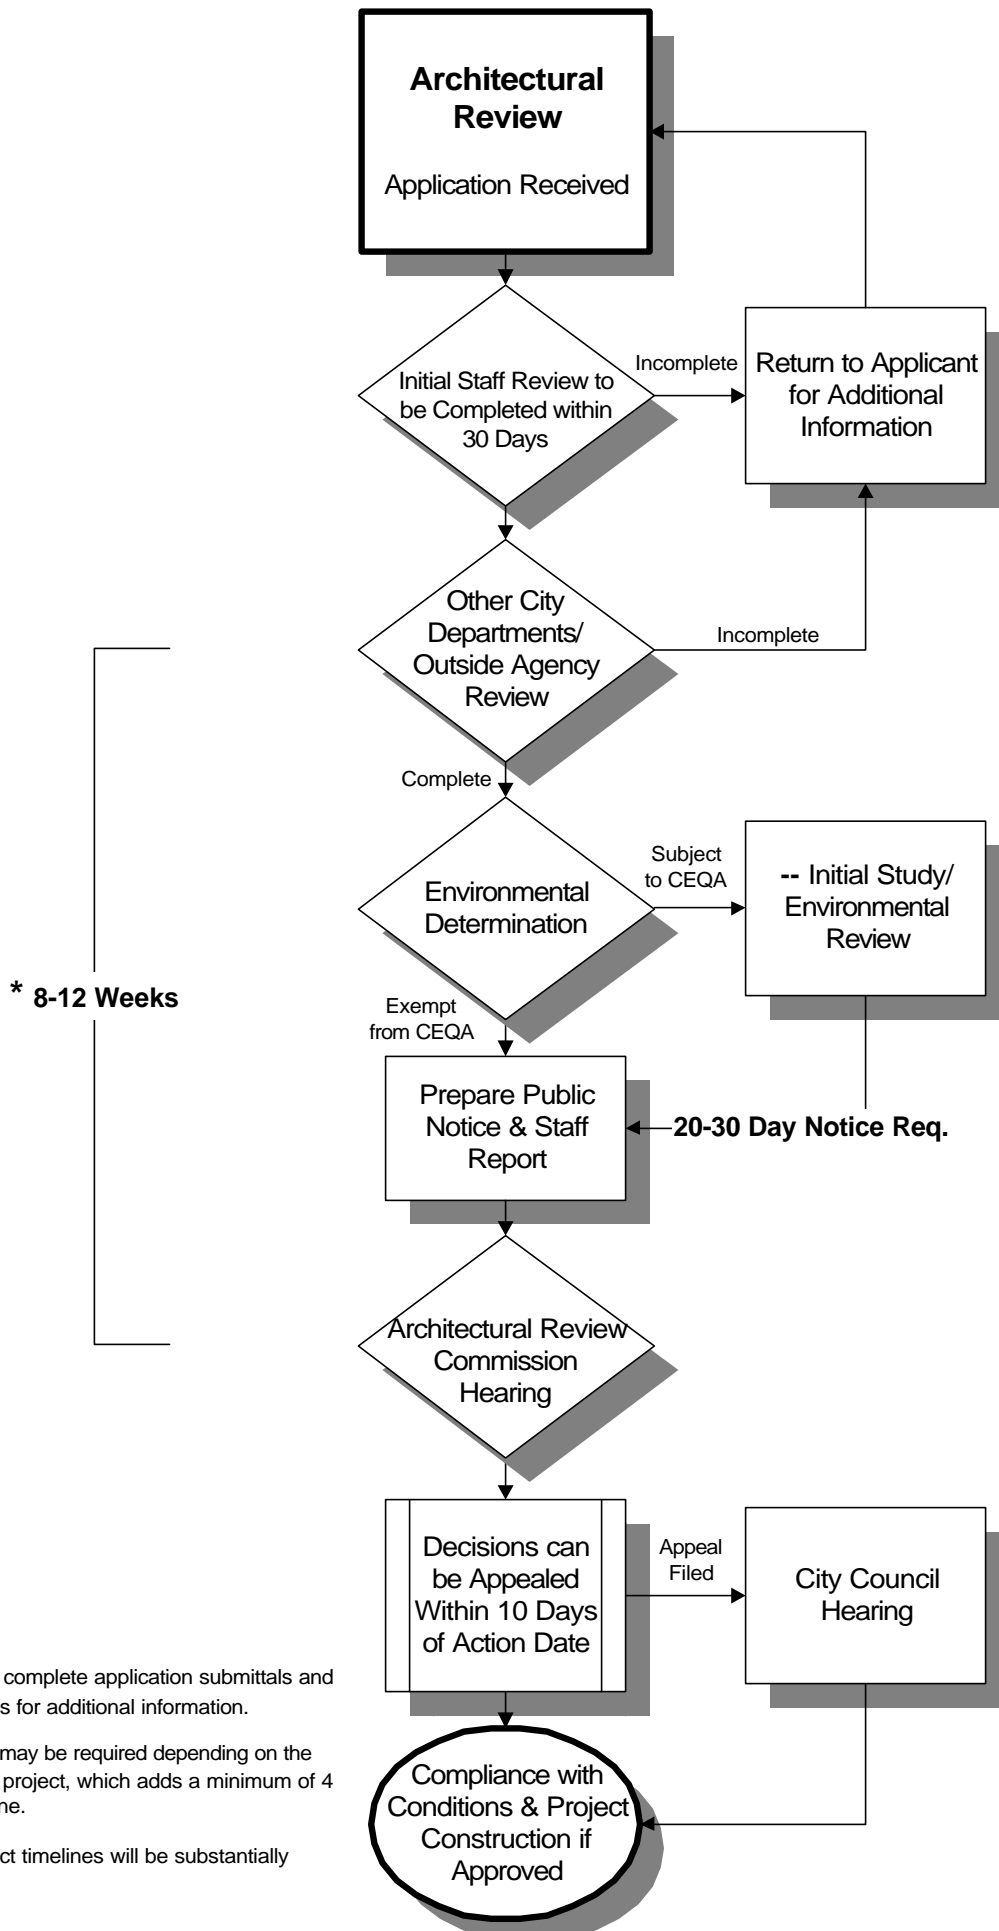 Architectural
Review
Application Received
Initial Staff Review to
be Completed within
30 Days
Incomplete
Return to Applicant
for Additional
Information
Other City
Departments/
Outside Agency
Review
Incomplete
Complete
Environmental
Determination
Subject
to CEQA
-- Initial Study/
Environmental
Review
* 8-12 Weeks
Exempt
from CEQA
Prepare Public
Notice & Staff
Report
20-30 Day Notice Req.
Architectural Review
Commission
Hearing
Decisions can
be Appealed
Within 10 Days
of Action Date
Appeal
Filed
City Council
Hearing
complete application submittals and
s for additional information.
may be required depending on the
project, which adds a minimum of 4
ne.
ct timelines will be substantially
Compliance with
Conditions & Project
Construction if
Approved